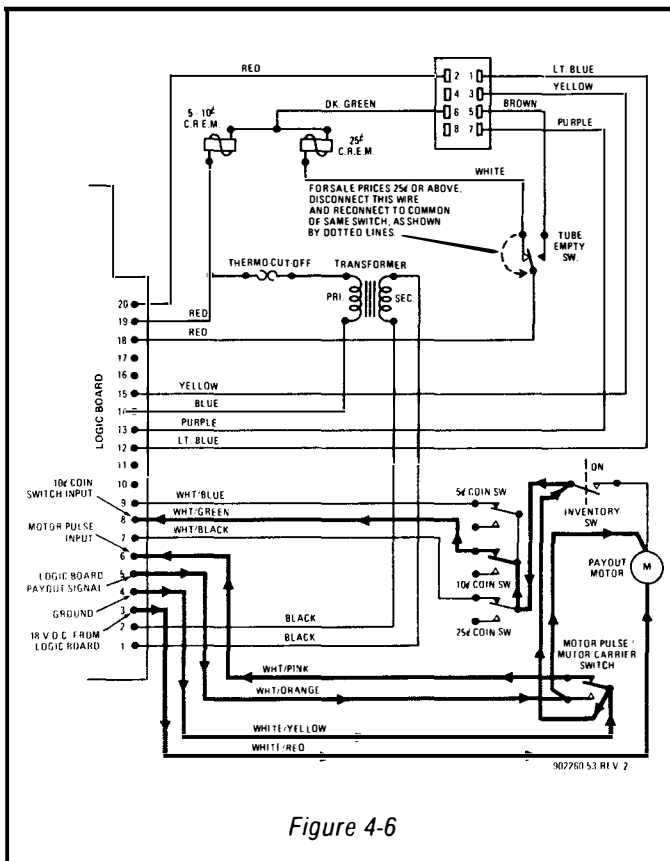 RED
2 1
LT. BLUE
4 3
YELLOW
5 - 10¢
C.R.E.M.
DK. GREEN
6 5
BROWN
25¢
C.R.E.M.
8 7
PURPLE
WHITE
FOR SALE PRICES 25¢ OR ABOVE,
DISCONNECT THIS WIRE
AND RECONNECT TO COMMON
OF SAME SWITCH, AS SHOWN
BY DOTTED LINES.
TUBE
EMPTY
SW.
THERMO-CUT-OFF
TRANSFORMER
PRI.
SEC.
LOGIC BOARD
20
19
RED
18
RED
17
16
15
YELLOW
14
BLUE
13
PURPLE
12
LT. BLUE
11
10
10¢ COIN
SWITCH INPUT
9
WHT/BLUE
8
WHT/GREEN
7
WHT/BLACK
MOTOR PULSE
INPUT
6
LOGIC BOARD
PAYOUT SIGNAL
5
GROUND
4
3
18 V.D.C. FROM
LOGIC BOARD
2
BLACK
1
BLACK
5¢ COIN SW
10¢ COIN SW
25¢ COIN SW
ON
INVENTORY
SW
PAYOUT
MOTOR
M
MOTOR PULSE /
MOTOR CARRIER
SWITCH
WHT/PINK
WHT/ORANGE
WHITE/YELLOW
WHITE/RED
902260 53 REV. 2
Figure 4-6